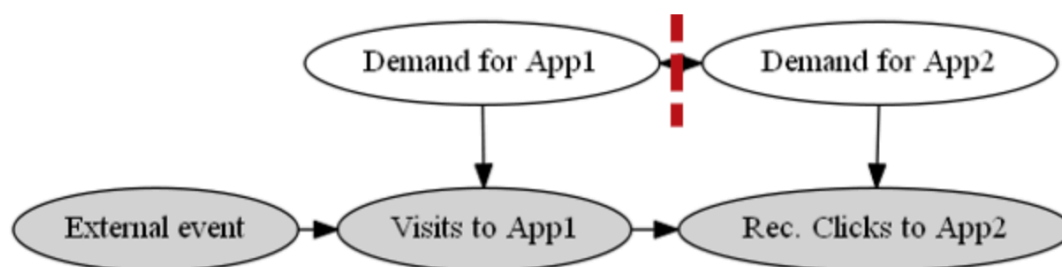 Demand for App1
Demand for App2
External event
Visits to App1
Rec. Clicks to App2